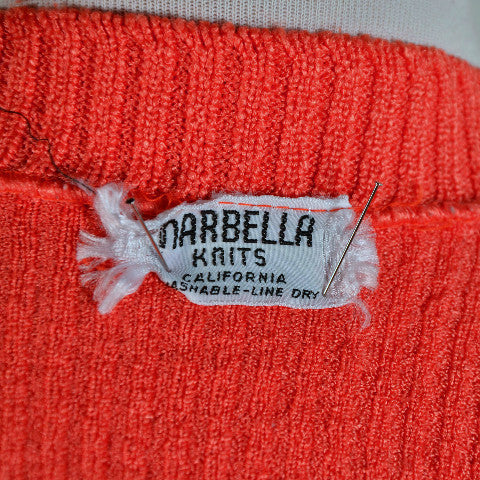 MARBELLA
KNITS
CALIFORNIA
WASHABLE-LINE DRY